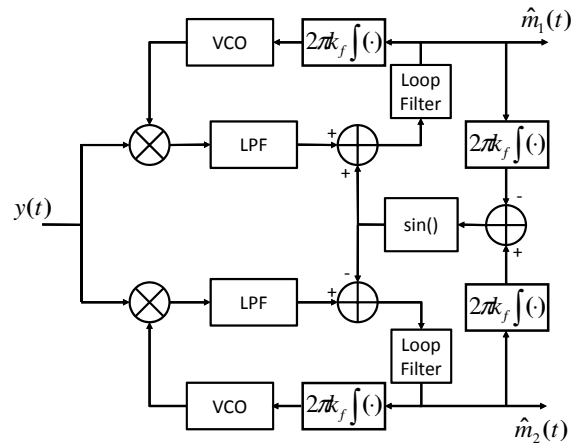 VCO
2πk_f∫(·)
m̂₁(t)
Loop
Filter
LPF
+
+
2πk_f∫(·)
-
y(t)
sin()
+
-
LPF
+
2πk_f∫(·)
Loop
Filter
VCO
2πk_f∫(·)
m̂₂(t)